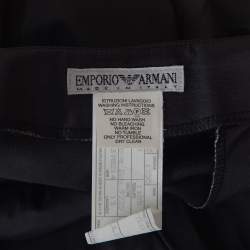 EMPORIO ARMANI
MADE IN ITALY
ISTRUZIONI LAVAGGIO
WASHING INSTRUCTIONS
NO HAND WASH
NO BLEACHING
WARM IRON
NO TUMBLE
ONLY PROFESSIONAL
DRY CLEAN